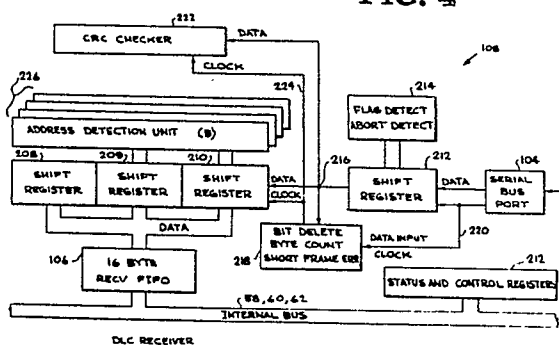 FIG. 4
222
CRC CHECKER
DATA
CLOCK
224
108
226
214
FLAG DETECT
ABORT DETECT
ADDRESS DETECTION UNIT (8)
208
209
210
216
212
104
SHIFT REGISTER
SHIFT REGISTER
SHIFT REGISTER
DATA
CLOCK
SHIFT REGISTER
DATA
SERIAL BUS PORT
DATA
218
BIT DELETE
BYTE COUNT
SHORT FRAME ERR
DATA INPUT
CLOCK
220
106
16 BYTE
RECV FIFO
212
STATUS AND CONTROL REGISTERS
58, 60, 62
INTERNAL BUS
DLC RECEIVER